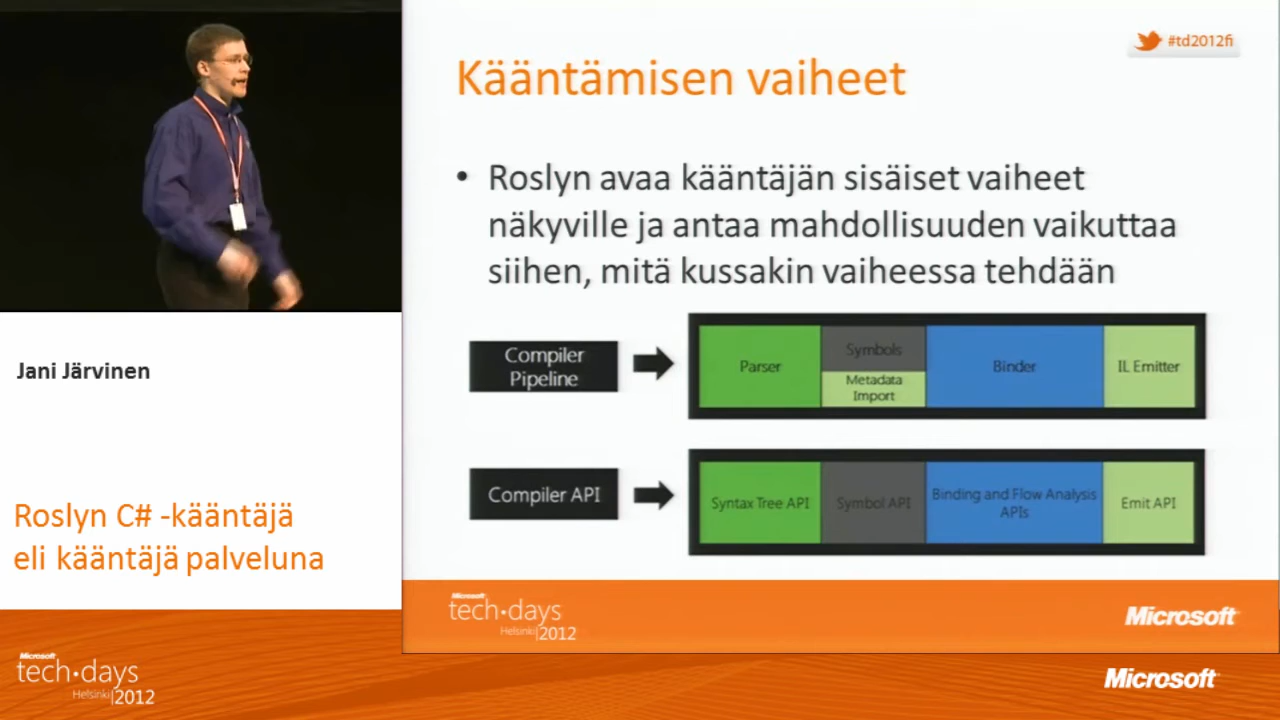 #td2012fi
Kääntämisen vaiheet
• Roslyn avaa kääntäjän sisäiset vaiheet
näkyville ja antaa mahdollisuuden vaikuttaa
siihen, mitä kussakin vaiheessa tehdään
Compiler
Pipeline
Parser
Symbols
Metadata
Import
Binder
IL Emitter
Compiler API
Syntax Tree API
Symbol API
Binding and Flow Analysis
APIs
Emit API
Microsoft
tech·days
Helsinki|2012
Microsoft
Jani Järvinen
Roslyn C# -kääntäjä
eli kääntäjä palveluna
Microsoft
tech·days
Helsinki|2012
Microsoft